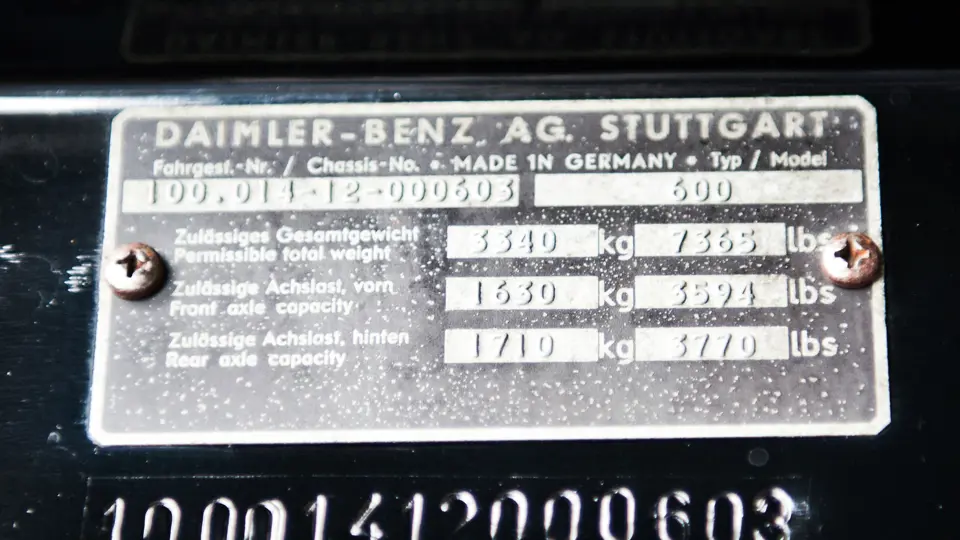 DAIMLER-BENZ AG. STUTTGART
Fahrgest.-Nr. / Chassis-No. • MADE IN GERMANY • Typ / Model
100.014-12-000603 600
Zulässiges Gesamtgewicht
Permissible total weight
3340 kg 7365 lbs
Zulässige Achslast, vorn
Front axle capacity
1630 kg 3594 lbs
Zulässige Achslast, hinten
Rear axle capacity
1710 kg 3770 lbs
10001412000603